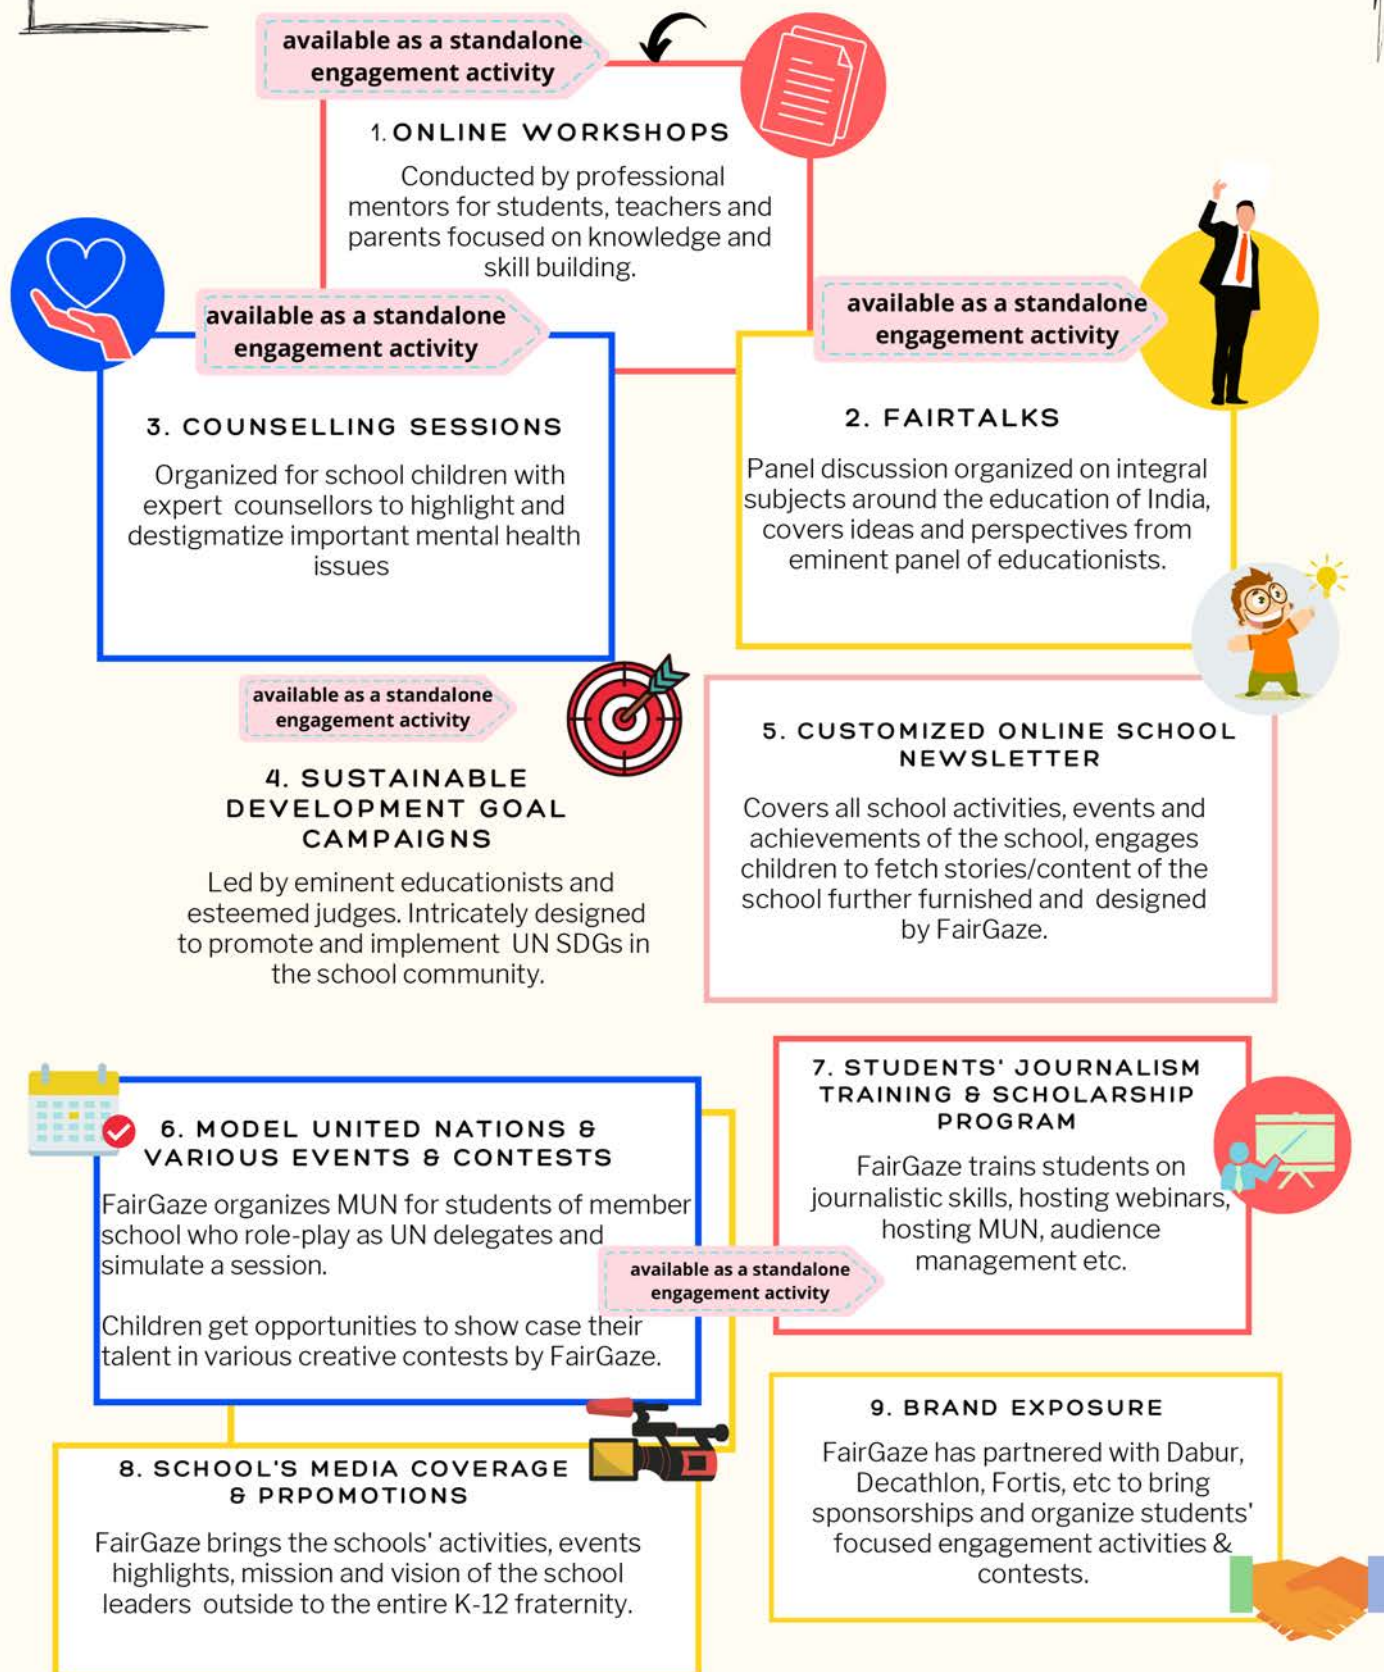 available as a standalone
engagement activity
1. ONLINE WORKSHOPS
Conducted by professional
mentors for students, teachers and
parents focused on knowledge and
skill building.
available as a standalone
engagement activity
2. FAIRTALKS
Panel discussion organized on integral
subjects around the education of India,
covers ideas and perspectives from
eminent panel of educationists.
available as a standalone
engagement activity
3. COUNSELLING SESSIONS
Organized for school children with
expert counsellors to highlight and
destigmatize important mental health
issues
available as a standalone
engagement activity
4. SUSTAINABLE
DEVELOPMENT GOAL
CAMPAIGNS
Led by eminent educationists and
esteemed judges. Intricately designed
to promote and implement UN SDGs in
the school community.
5. CUSTOMIZED ONLINE SCHOOL
NEWSLETTER
Covers all school activities, events and
achievements of the school, engages
children to fetch stories/content of the
school further furnished and designed
by FairGaze.
6. MODEL UNITED NATIONS &
VARIOUS EVENTS & CONTESTS
FairGaze organizes MUN for students of member
school who role-play as UN delegates and
simulate a session.
Children get opportunities to show case their
talent in various creative contests by FairGaze.
available as a standalone
engagement activity
7. STUDENTS' JOURNALISM
TRAINING & SCHOLARSHIP
PROGRAM
FairGaze trains students on
journalistic skills, hosting webinars,
hosting MUN, audience
management etc.
8. SCHOOL'S MEDIA COVERAGE
& PRPOMOTIONS
FairGaze brings the schools' activities, events
highlights, mission and vision of the school
leaders outside to the entire K-12 fraternity.
9. BRAND EXPOSURE
FairGaze has partnered with Dabur,
Decathlon, Fortis, etc to bring
sponsorships and organize students'
focused engagement activities &
contests.